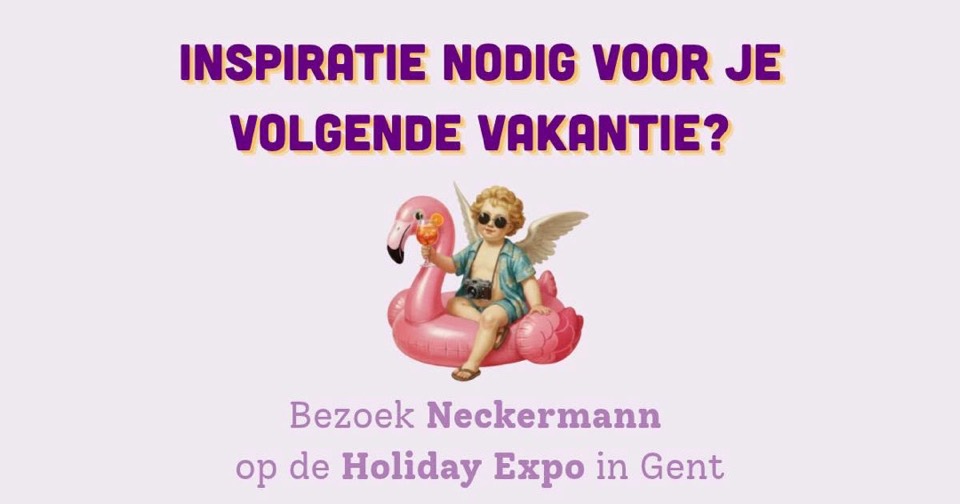 INSPIRATIE NODIG VOOR JE
VOLGENDE VAKANTIE?
Bezoek Neckermann
op de Holiday Expo in Gent